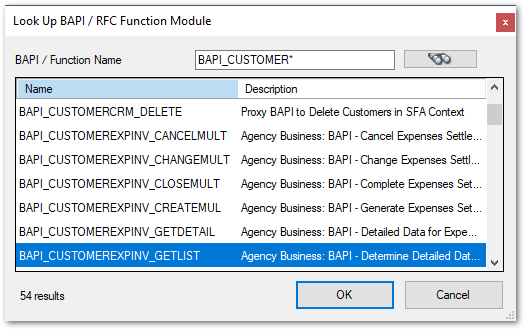 Look Up BAPI / RFC Function Module
BAPI / Function Name BAPI_CUSTOMER*
Name Description
BAPI_CUSTOMERCRM_DELETE Proxy BAPI to Delete Customers in SFA Context
BAPI_CUSTOMEREXPINV_CANCELMULT Agency Business: BAPI - Cancel Expenses Settle...
BAPI_CUSTOMEREXPINV_CHANGEMULT Agency Business: BAPI - Change Expenses Settl...
BAPI_CUSTOMEREXPINV_CLOSEMULT Agency Business: BAPI - Complete Expenses Set...
BAPI_CUSTOMEREXPINV_CREATEMUL Agency Business: BAPI - Generate Expenses Set...
BAPI_CUSTOMEREXPINV_GETDETAIL Agency Business: BAPI - Detailed Data for Expe...
BAPI_CUSTOMEREXPINV_GETLIST Agency Business: BAPI - Determine Detailed Dat...
54 results OK Cancel